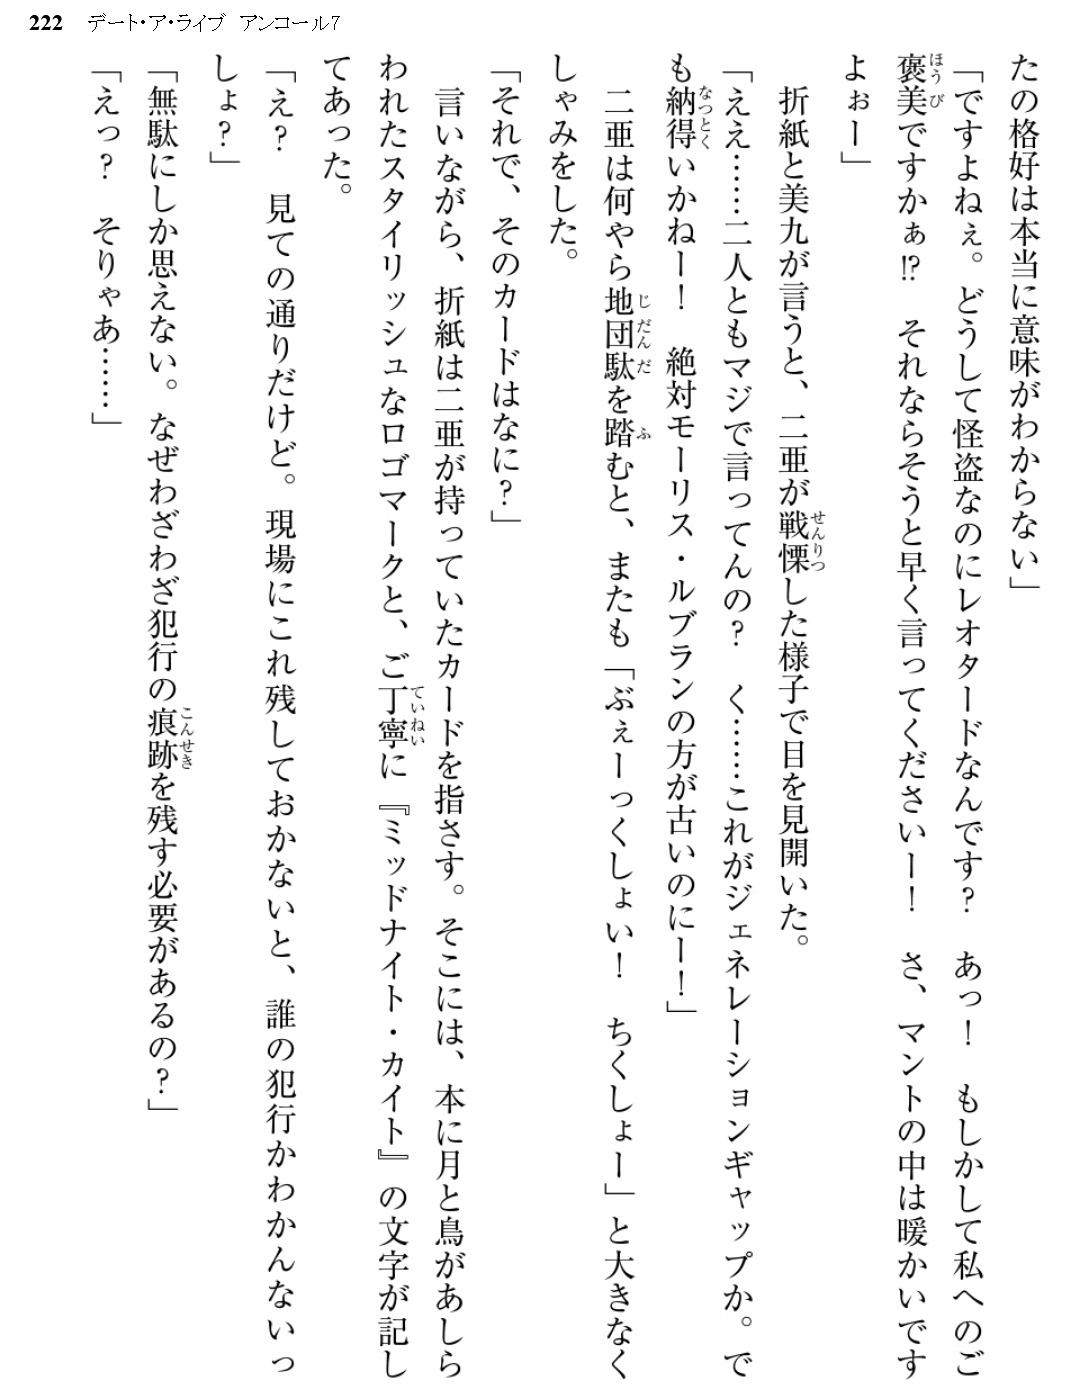 222 デート・ア・ライブ アンコール7
たの格好は本当に意味がわからない」
「ですよねぇ。どうして怪盗なのにレオタードなんです？　あっ！　もしかして私へのご
褒美ですかぁ!?　それならそうと早く言ってくださいー！　さ、マントの中は暖かいです
よぉー」
　折紙と美九が言うと、二亜が戦慄した様子で目を見開いた。
「ええ……二人ともマジで言ってんの？　く……これがジェネレーションギャップか。で
も納得いかねー！　絶対モーリス・ルブランの方が古いのにー！」
　二亜は何やら地団駄を踏むと、またも「ぶぇーっくしょい！　ちくしょー」と大きなく
しゃみをした。
「それで、そのカードはなに？」
　言いながら、折紙は二亜が持っていたカードを指さす。そこには、本に月と鳥があしら
われたスタイリッシュなロゴマークと、ご丁寧に『ミッドナイト・カイト』の文字が記し
てあった。
「え？　見ての通りだけど。現場にこれ残しておかないと、誰の犯行かわかんないっ
しょ？」
「無駄にしか思えない。なぜわざわざ犯行の痕跡を残す必要があるの？」
「えっ？　そりゃあ……」